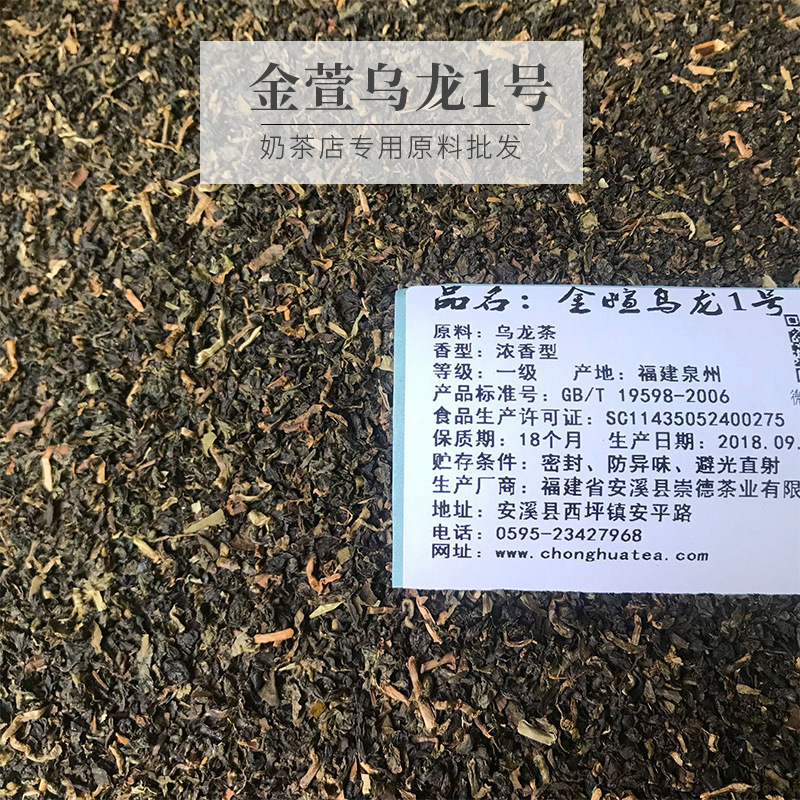 金萱乌龙1号
奶茶店专用原料批发
品名：金暄乌龙1号
原料：乌龙茶
香型：浓香型
等级：一级 产地：福建泉州
产品标准号：GB/T 19598-2006
食品生产许可证：SC11435052400275
保质期：18个月 生产日期：2018.09.
贮存条件：密封、防异味、避光直射
生产厂商：福建省安溪县崇德茶业有限
地址：安溪县西坪镇安平路
电话：0595-23427968
网址：www.chonghuatea.com